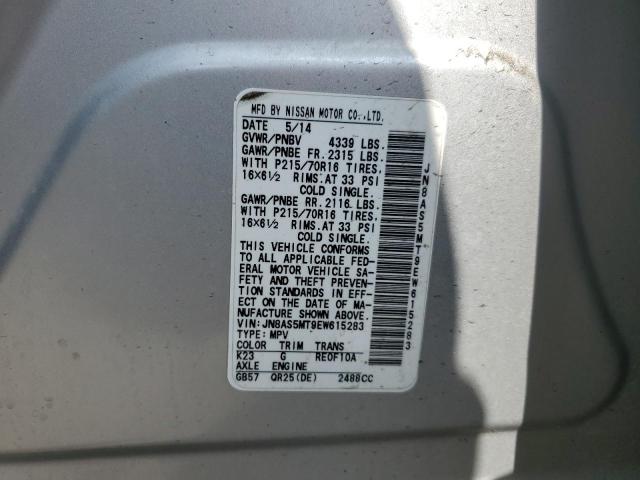 MFD BY NISSAN MOTOR CO.,LTD.
DATE 5/14
GVWR/PNBV 4339 LBS.
GAWR/PNBE FR. 2315 LBS.
WITH P215/70R16 TIRES,
16X6½ RIMS.AT 33 PSI
COLD SINGLE.
GAWR/PNBE RR. 2116 LBS.
WITH P215/70R16 TIRES,
16X6½ RIMS.AT 33 PSI
COLD SINGLE.
THIS VEHICLE CONFORMS
TO ALL APPLICABLE FED-
ERAL MOTOR VEHICLE SA-
FETY AND THEFT PREVEN-
TION STANDARDS IN EFF-
ECT ON THE DATE OF MA-
NUFACTURE SHOWN ABOVE.
VIN: JN8AS5MT9EW615283
TYPE: MPV
COLOR TRIM TRANS
K23 G RE0F10A
AXLE ENGINE
GB57 QR25(DE) 2488CC
JN8AS5MT9EW615283